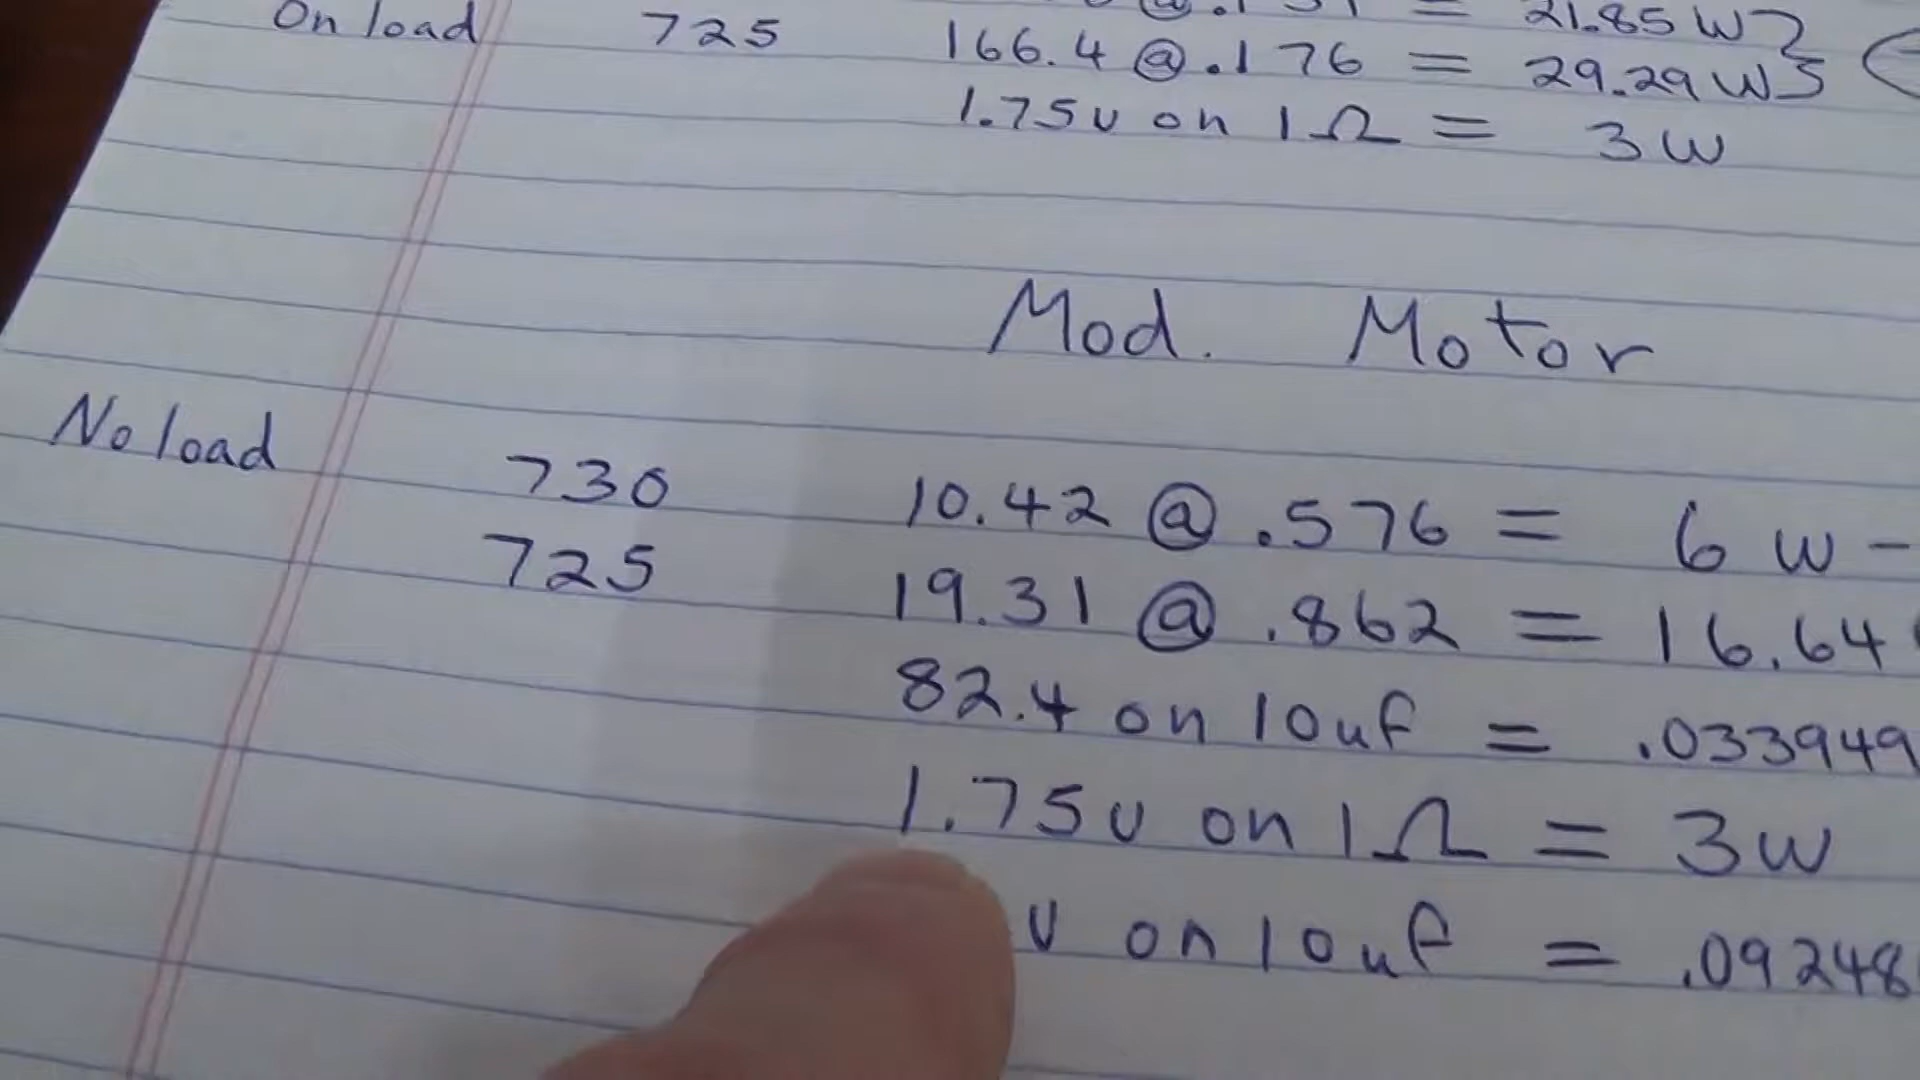 = 21.85 W
On load 725 166.4 @ .176 = 29.29 W
1.75v on 1Ω = 3w
Mod. Motor
No load 730 10.42 @ .576 = 6 w -
725 19.31 @ .862 = 16.64
82.4 on 10uf = .033949
1.75v on 1Ω = 3w
v on 10uf = .09248